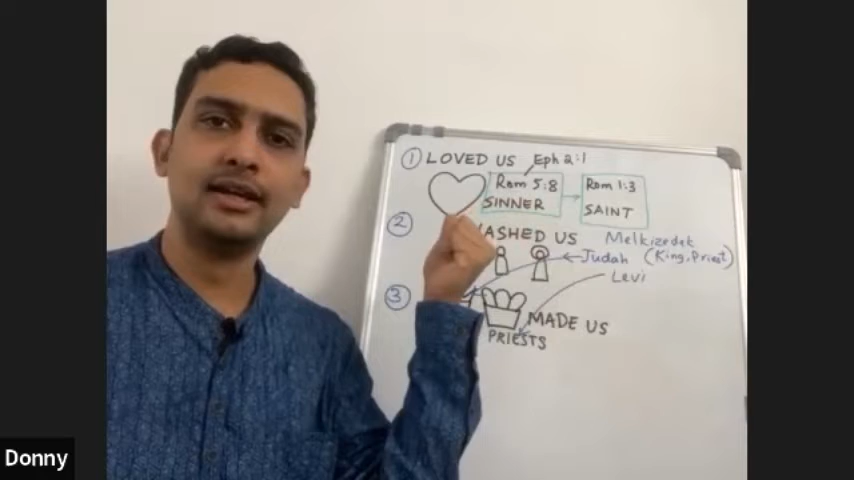 ① LOVED US Eph 2:1
Rom 5:8
SINNER
Rom 1:3
SAINT
② ASHED US Melkizedek
Judah (King, Priest)
Levi
③ MADE US
PRIESTS
Donny